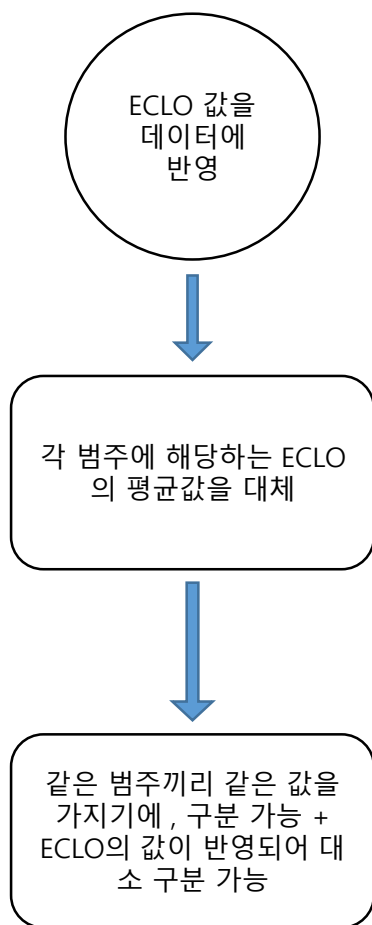 ECLO 값을
데이터에
반영
각 범주에 해당하는 ECLO
의 평균값을 대체
같은 범주끼리 같은 값을
가지기에 , 구분 가능 +
ECLO의 값이 반영되어 대
소 구분 가능